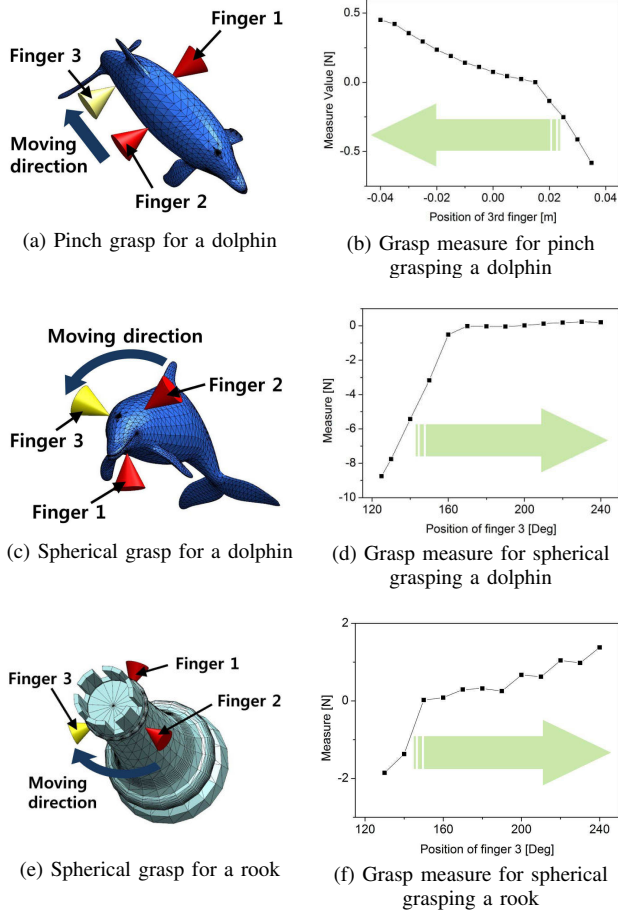 Finger 1
Finger 3
Moving
direction
Finger 2
(a) Pinch grasp for a dolphin
0.5
0.0
-0.5
Measure Value [N]
-0.04
-0.02
0.00
0.02
0.04
Position of 3rd finger [m]
(b) Grasp measure for pinch
grasping a dolphin
Moving direction
Finger 2
Finger 3
Finger 1
(c) Spherical grasp for a dolphin
0
-2
-4
-6
-8
-10
Measure [N]
120
160
200
240
Position of finger 3 [Deg]
(d) Grasp measure for spherical
grasping a dolphin
Finger 1
Finger 3
Finger 2
Moving
direction
(e) Spherical grasp for a rook
2
0
-2
Measure [N]
120
160
200
240
Position of finger 3 [Deg]
(f) Grasp measure for spherical
grasping a rook